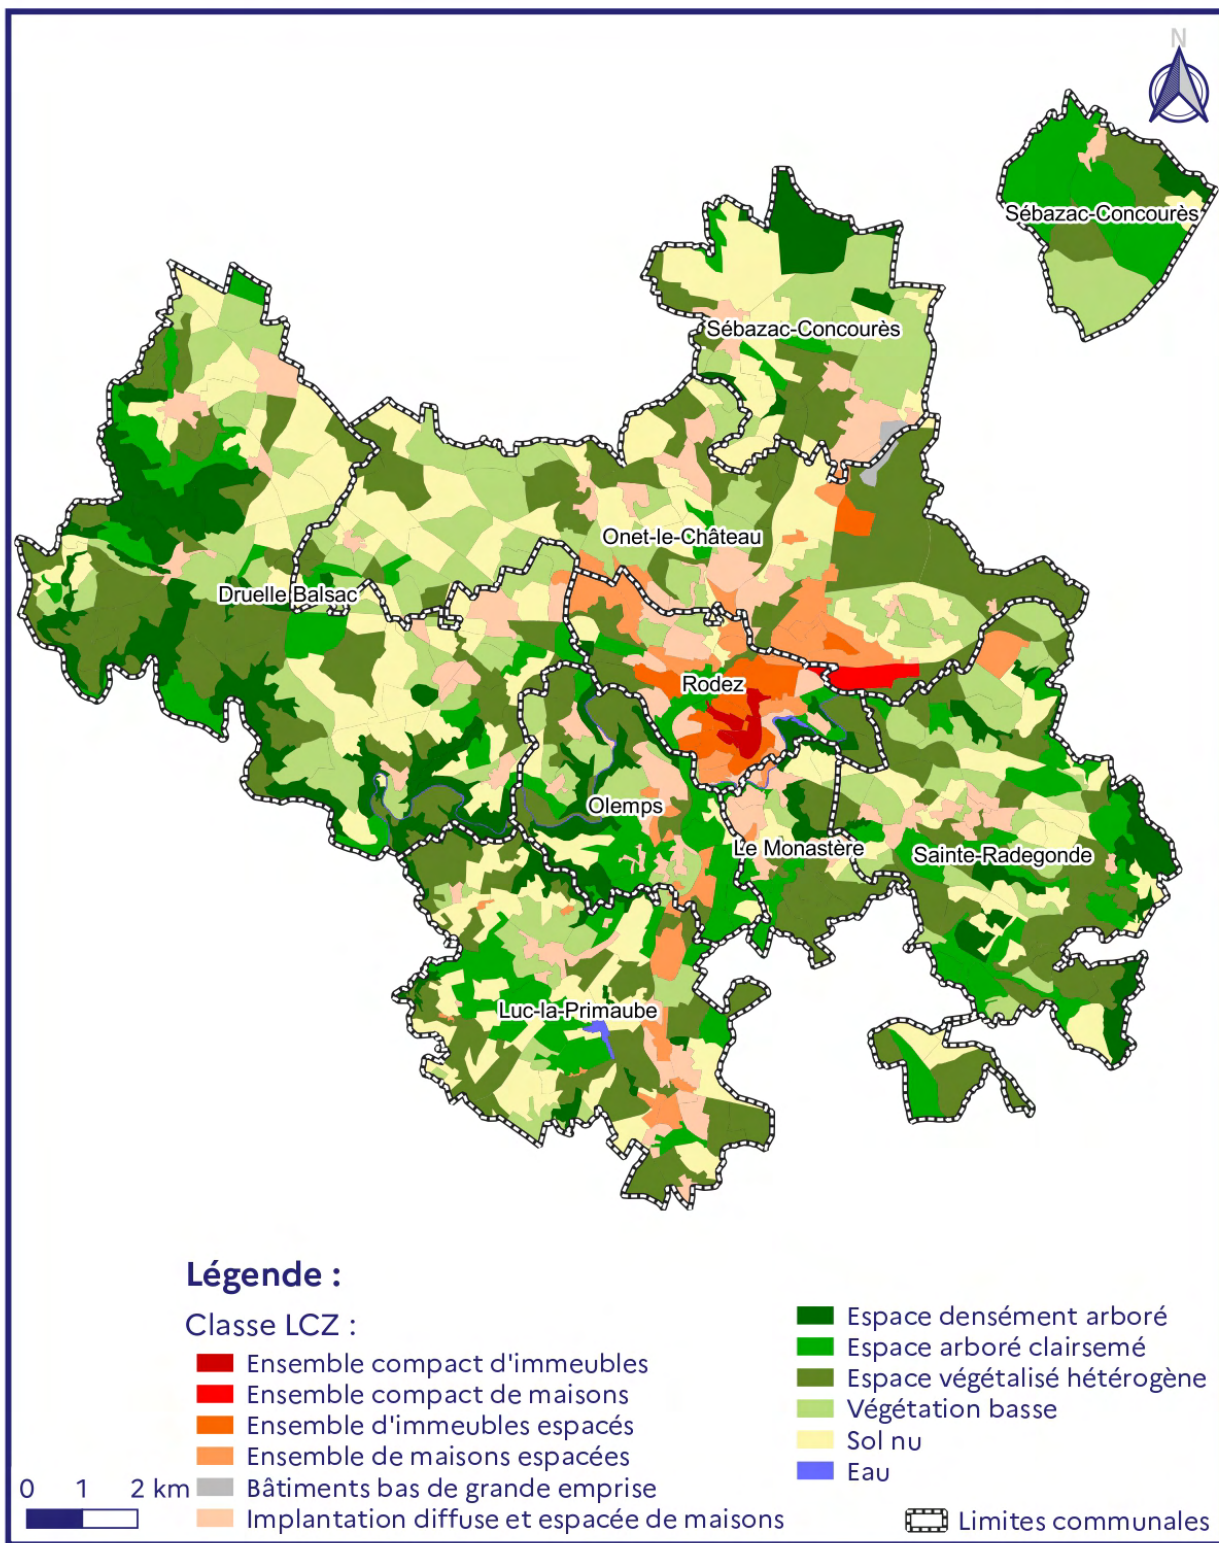 N
Sébazac-Concourès
Sébazac-Concourès
Onet-le-Château
Druelle Balsac
Rodez
Olemps
Le Monastère
Sainte-Radegonde
Luc-la-Primaube
Légende :
Classe LCZ :
Ensemble compact d'immeubles
Ensemble compact de maisons
Ensemble d'immeubles espacés
Ensemble de maisons espacées
Bâtiments bas de grande emprise
Implantation diffuse et espacée de maisons
Espace densément arboré
Espace arboré clairsemé
Espace végétalisé hétérogène
Végétation basse
Sol nu
Eau
Limites communales
0 1 2 km